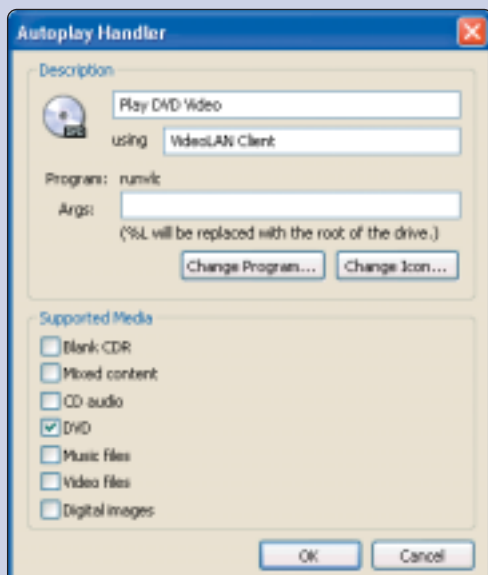 Autoplay Handler
Description
Play DVD Video
using VideoLAN Client
Program: runvlc
Args:
(%L will be replaced with the root of the drive.)
Change Program... Change Icon...
Supported Media
Blank CDR
Mixed content
CD audio
DVD
Music files
Video files
Digital images
OK Cancel